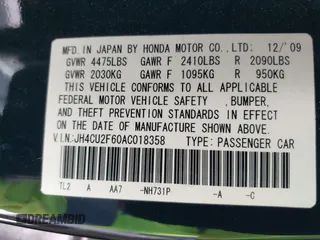 MFD. IN JAPAN BY HONDA MOTOR CO.,LTD. 12/'09
GVWR 4475LBS GAWR F 2410LBS R 2090LBS
GVWR 2030KG GAWR F 1095KG R 950KG
THIS VEHICLE CONFORMS TO ALL APPLICABLE
FEDERAL MOTOR VEHICLE SAFETY, BUMPER,
AND THEFT PREVENTION STANDARDS IN EFFECT
ON THE DATE OF MANUFACTURE SHOWN ABOVE.
V.I.N.:JH4CU2F60AC018358 TYPE: PASSENGER CAR
TL2 A AA7 -NH731P -A -C
DREAMBID